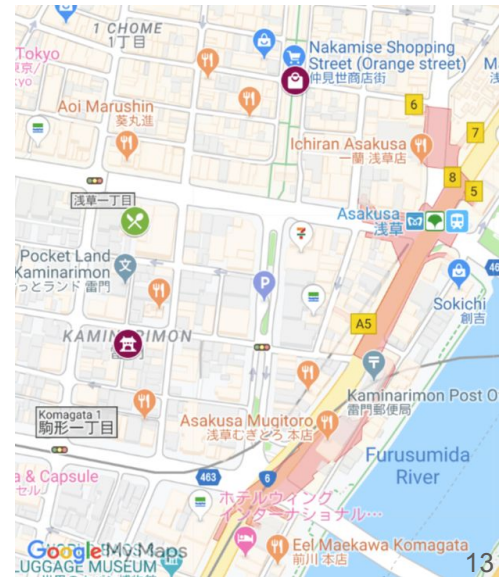 1 CHOME
1丁目
Tokyo
Nakamise Shopping
Street (Orange street)
仲見世商店街
Aoi Marushin
葵丸進
6
7
Ichiran Asakusa
一蘭 浅草店
8
5
浅草一丁目
Asakusa
浅草
Pocket Land
Kaminarimon
っとランド 雷門
P
46
Sokichi
創吉
A5
KAMINARIMON
Kaminarimon Post O
雷門郵便局
Komagata 1
駒形一丁目
Asakusa Mugitoro
浅草むぎとろ 本店
Furusumida
River
a & Capsule
セル
463
6
ホテルウィング
インターナショナル…
Eel Maekawa Komagata
前川 本店
Google My Maps
LUGGAGE MUSEUM
13